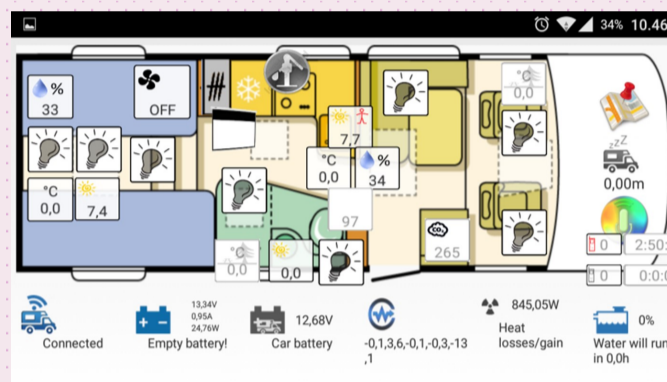 34% 10.46
%
33
OFF
°C
0,0
7,7
°C
0,0
%
34
zzZ
0,00m
°C
0,0
7,4
97
CO₂
265
0 2:50:
°C
0,0
0,0
0 0:0:0
Connected
13,34V
0,95A
24,76W
Empty battery!
12,68V
Car battery
-0,1,3,6,-0,1,-0,3,-13
,1
845,05W
Heat
losses/gain
0%
Water will run
in 0,0h